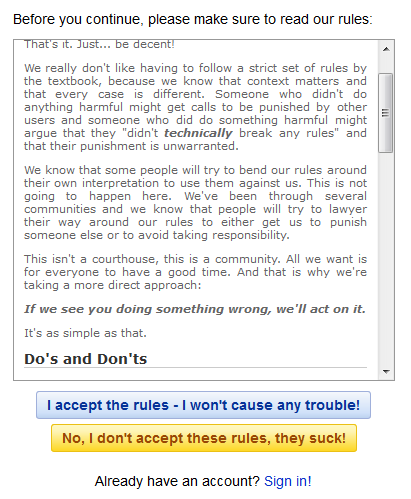 Before you continue, please make sure to read our rules:
That's it. Just... be decent!
We really don't like having to follow a strict set of rules by
the textbook, because we know that context matters and
that every case is different. Someone who didn't do
anything harmful might get calls to be punished by other
users and someone who did do something harmful might
argue that they "didn't technically break any rules" and
that their punishment is unwarranted.
We know that some people will try to bend our rules around
their own interpretation to use them against us. This is not
going to happen here. We've been through several
communities and we know that people will try to lawyer
their way around our rules to either get us to punish
someone else or to avoid taking responsibility.
This isn't a courthouse, this is a community. All we want is
for everyone to have a good time. And that is why we're
taking a more direct approach:
If we see you doing something wrong, we'll act on it.
It's as simple as that.
Do's and Don'ts
I accept the rules - I won't cause any trouble!
No, I don't accept these rules, they suck!
Already have an account? Sign in!